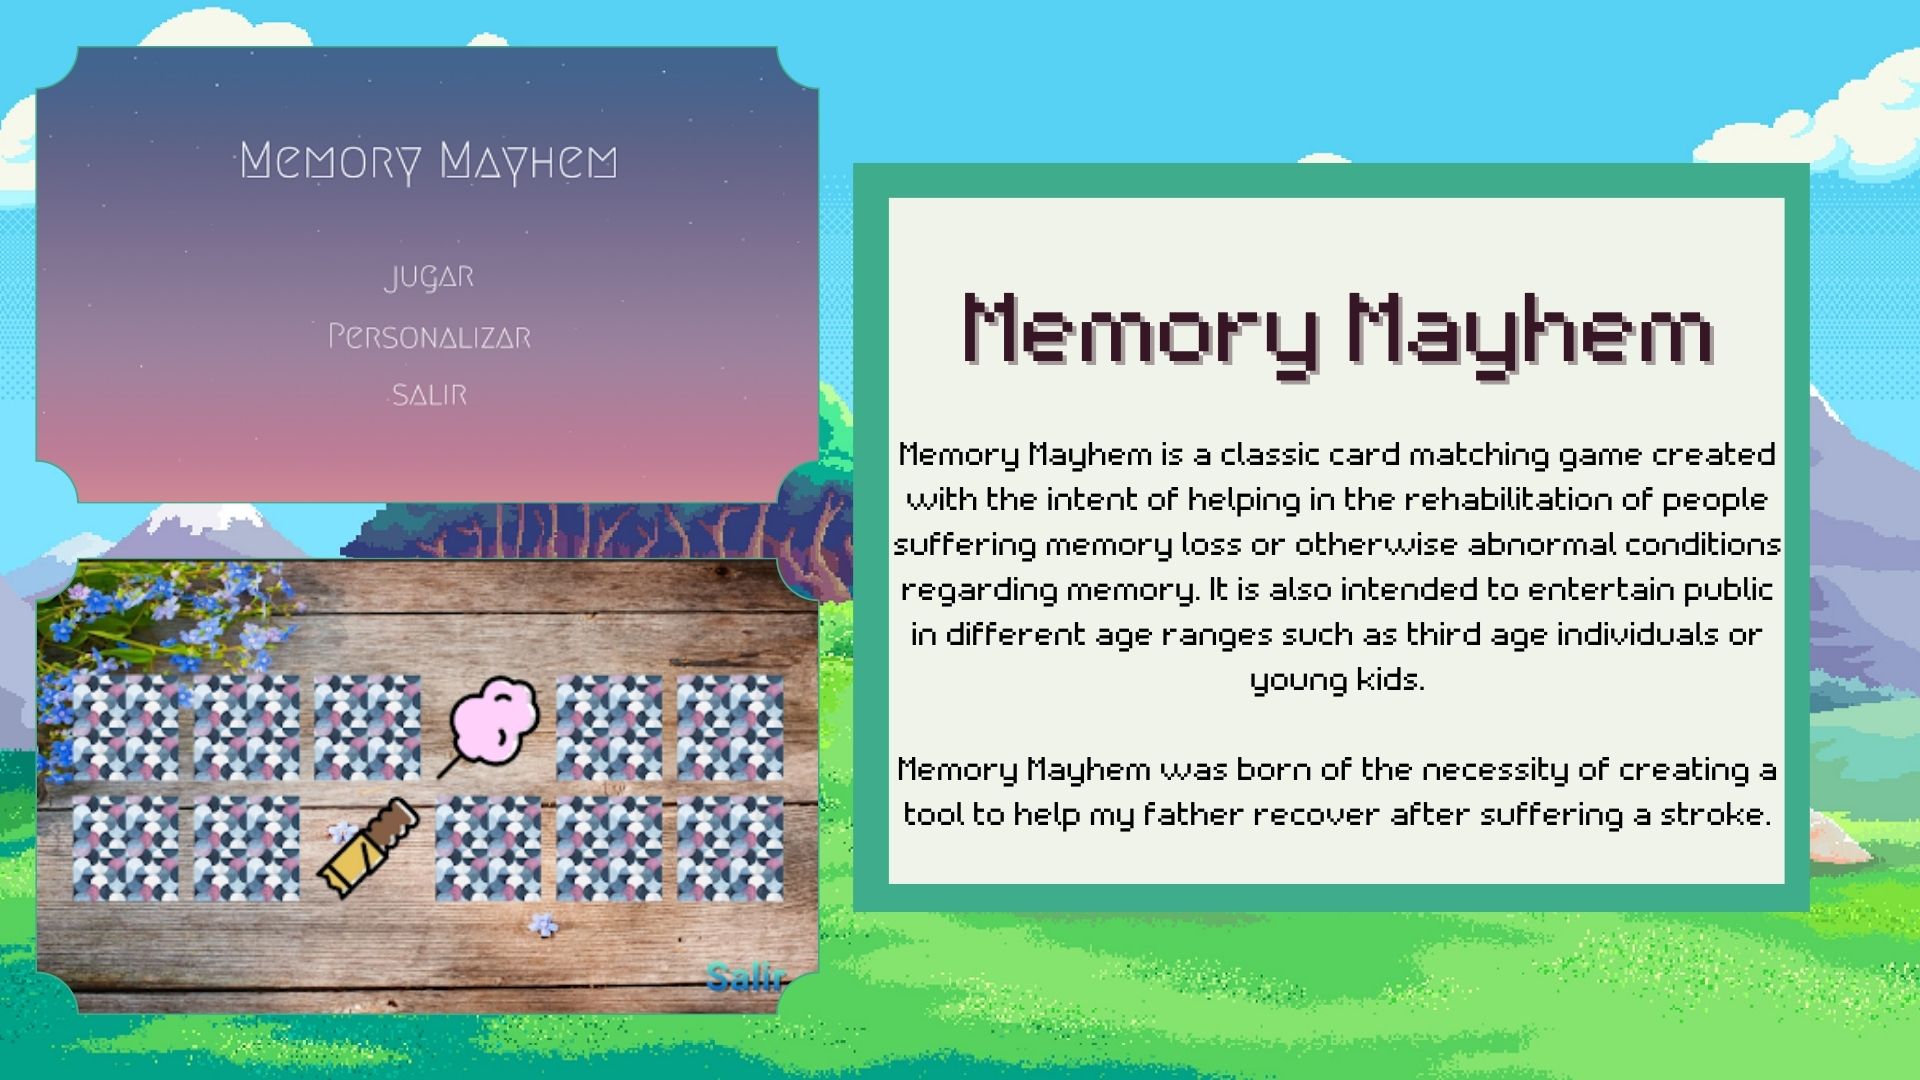 Memory Mayhem
Jugar
Personalizar
Salir
Salir
Memory Mayhem
Memory Mayhem is a classic card matching game created
with the intent of helping in the rehabilitation of people
suffering memory loss or otherwise abnormal conditions
regarding memory. It is also intended to entertain public
in different age ranges such as third age individuals or
young kids.
Memory Mayhem was born of the necessity of creating a
tool to help my father recover after suffering a stroke.